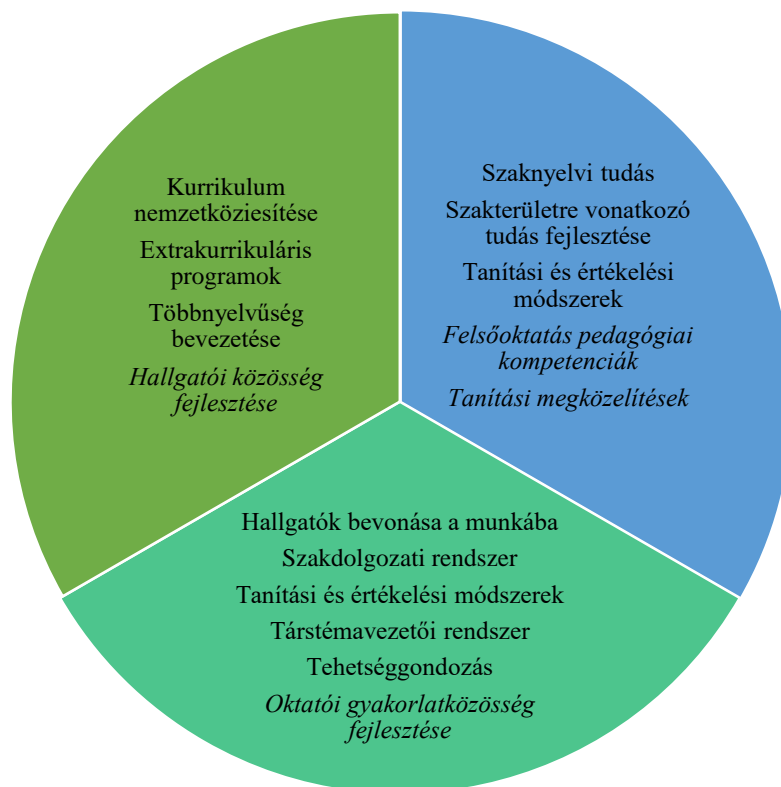 Kurrikulum
nemzetköziesítése
Extrakurrikuláris
programok
Többnyelvűség
bevezetése
Hallgatói közösség
fejlesztése
Szaknyelvi tudás
Szakterületre vonatkozó
tudás fejlesztése
Tanítási és értékelési
módszerek
Felsőoktatás pedagógiai
kompetenciák
Tanítási megközelítések
Hallgatók bevonása a munkába
Szakdolgozati rendszer
Tanítási és értékelési módszerek
Társtémavezetői rendszer
Tehetséggondozás
Oktatói gyakorlatközösség
fejlesztése